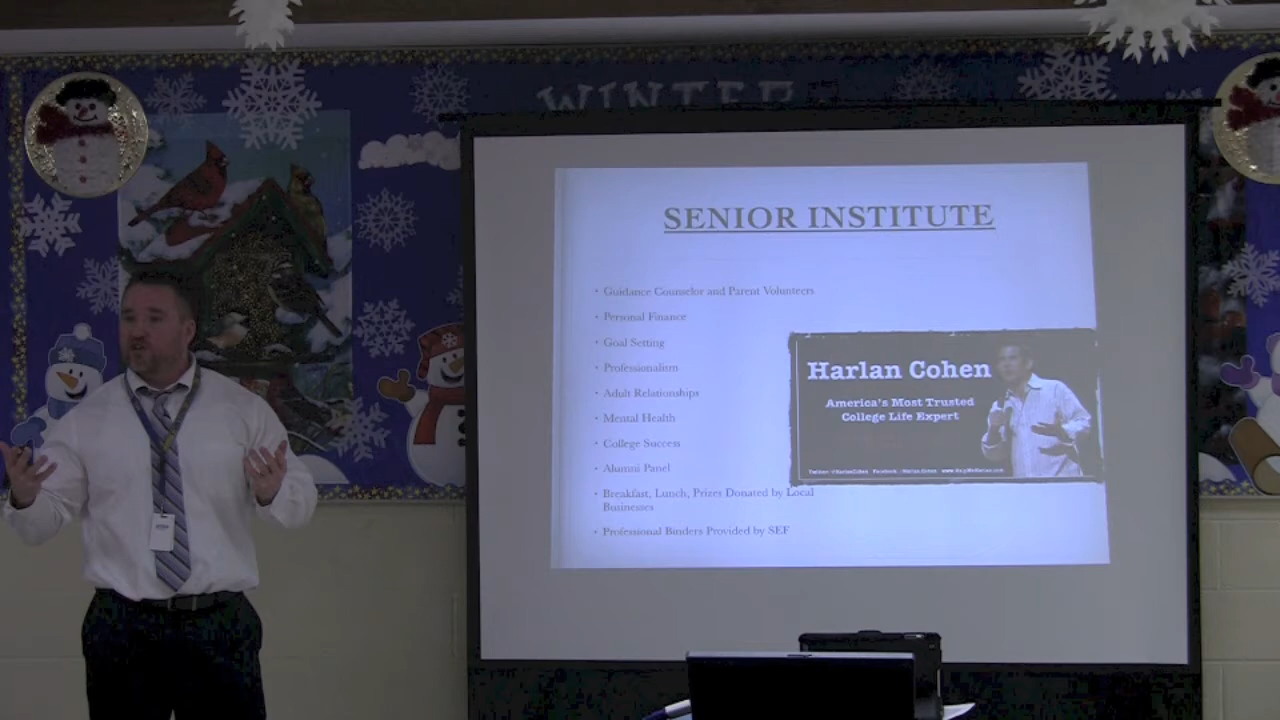 WINTER
SENIOR INSTITUTE
• Guidance Counselor and Parent Volunteers
• Personal Finance
• Goal Setting
• Professionalism
• Adult Relationships
• Mental Health
• College Success
• Alumni Panel
• Breakfast, Lunch, Prizes Donated by Local
Businesses
• Professional Binders Provided by SEF
Harlan Cohen
America's Most Trusted
College Life Expert